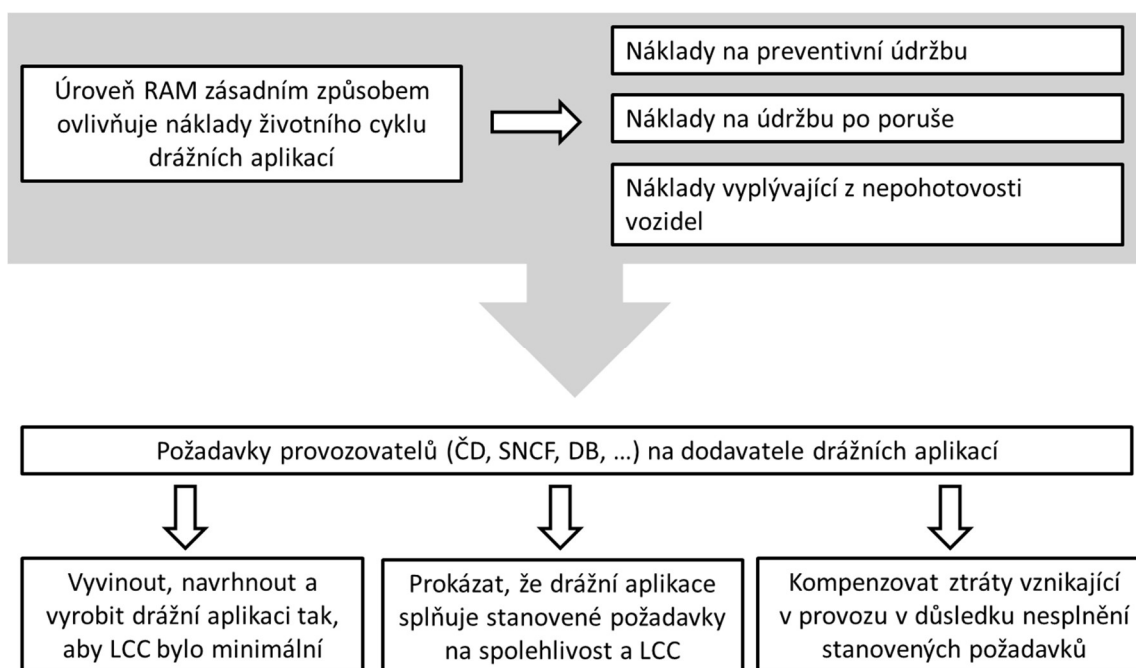 Úroveň RAM zásadním způsobem
ovlivňuje náklady životního cyklu
drážních aplikací
Náklady na preventivní údržbu
Náklady na údržbu po poruše
Náklady vyplývající z nepohotovosti
vozidel
Požadavky provozovatelů (ČD, SNCF, DB, ...) na dodavatele drážních aplikací
Vyvinout, navrhnout a
vyrobit drážní aplikaci tak,
aby LCC bylo minimální
Prokázat, že drážní aplikace
splňuje stanovené požadavky
na spolehlivost a LCC
Kompenzovat ztráty vznikající
v provozu v důsledku nesplnění
stanovených požadavků